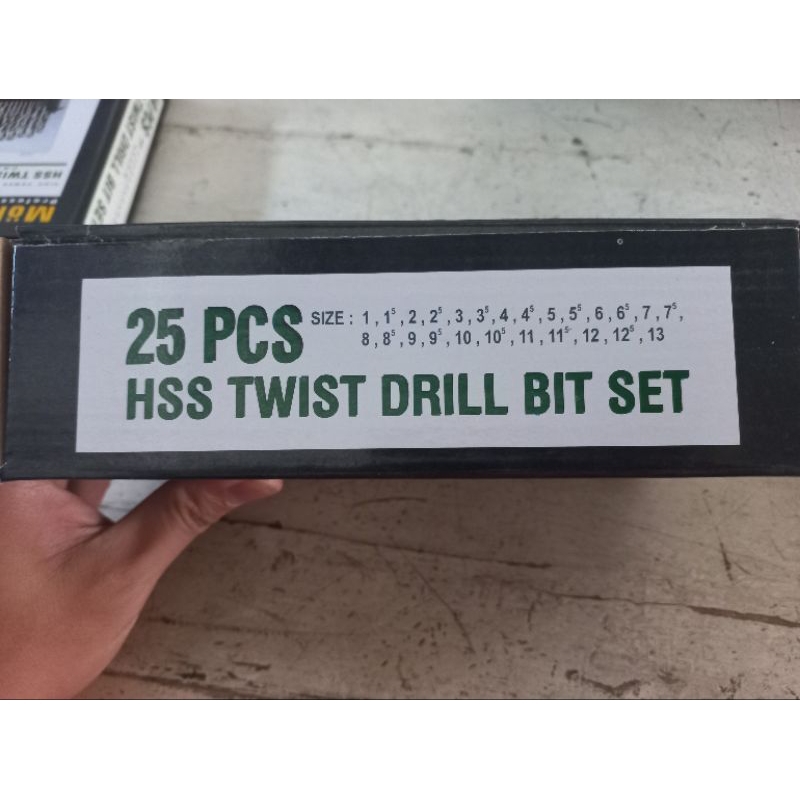 25 PCS SIZE : 1 , 1⁵ , 2 , 2⁵ , 3 , 3⁵ , 4 , 4⁵ , 5 , 5⁵ , 6 , 6⁵ , 7 , 7⁵ ,
8 , 8⁵ , 9 , 9⁵ , 10 , 10⁵ , 11 , 11⁵ , 12 , 12⁵ , 13
HSS TWIST DRILL BIT SET